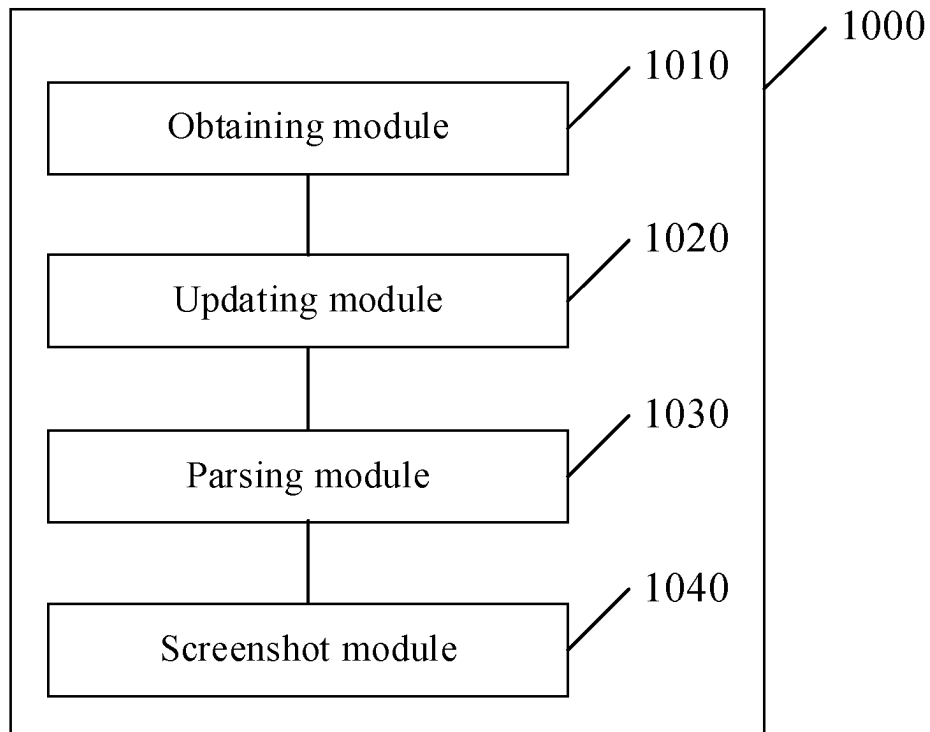 1000
1010
Obtaining module
1020
Updating module
1030
Parsing module
1040
Screenshot module